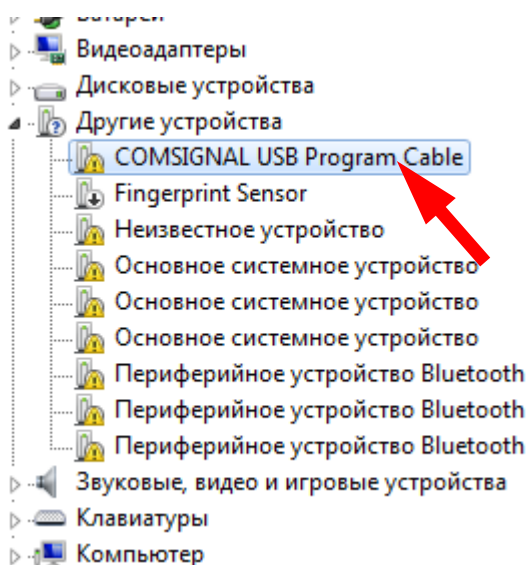 Батареи
Видеоадаптеры
Дисковые устройства
Другие устройства
COMSIGNAL USB Program Cable
Fingerprint Sensor
Неизвестное устройство
Основное системное устройство
Основное системное устройство
Основное системное устройство
Периферийное устройство Bluetooth
Периферийное устройство Bluetooth
Периферийное устройство Bluetooth
Звуковые, видео и игровые устройства
Клавиатуры
Компьютер